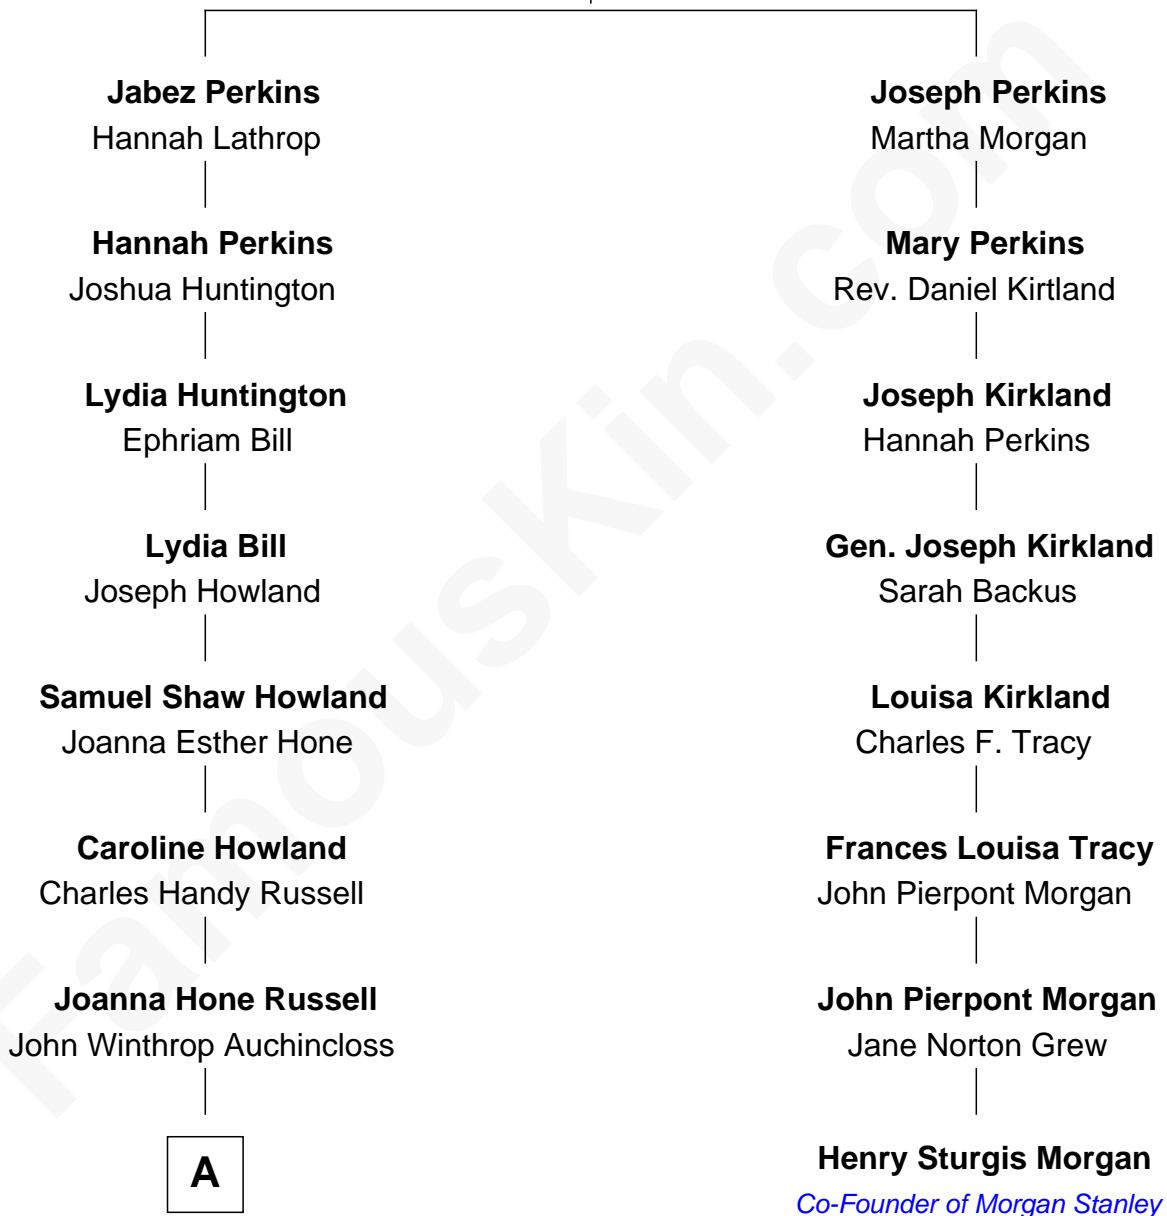 Jabez Perkins
Hannah Lathrop
Hannah Perkins
Joshua Huntington
Lydia Huntington
Ephriam Bill
Lydia Bill
Joseph Howland
Samuel Shaw Howland
Joanna Esther Hone
Caroline Howland
Charles Handy Russell
Joanna Hone Russell
John Winthrop Auchincloss
A
Joseph Perkins
Martha Morgan
Mary Perkins
Rev. Daniel Kirtland
Joseph Kirkland
Hannah Perkins
Gen. Joseph Kirkland
Sarah Backus
Louisa Kirkland
Charles F. Tracy
Frances Louisa Tracy
John Pierpont Morgan
John Pierpont Morgan
Jane Norton Grew
Henry Sturgis Morgan
Co-Founder of Morgan Stanley
FamousKin.com